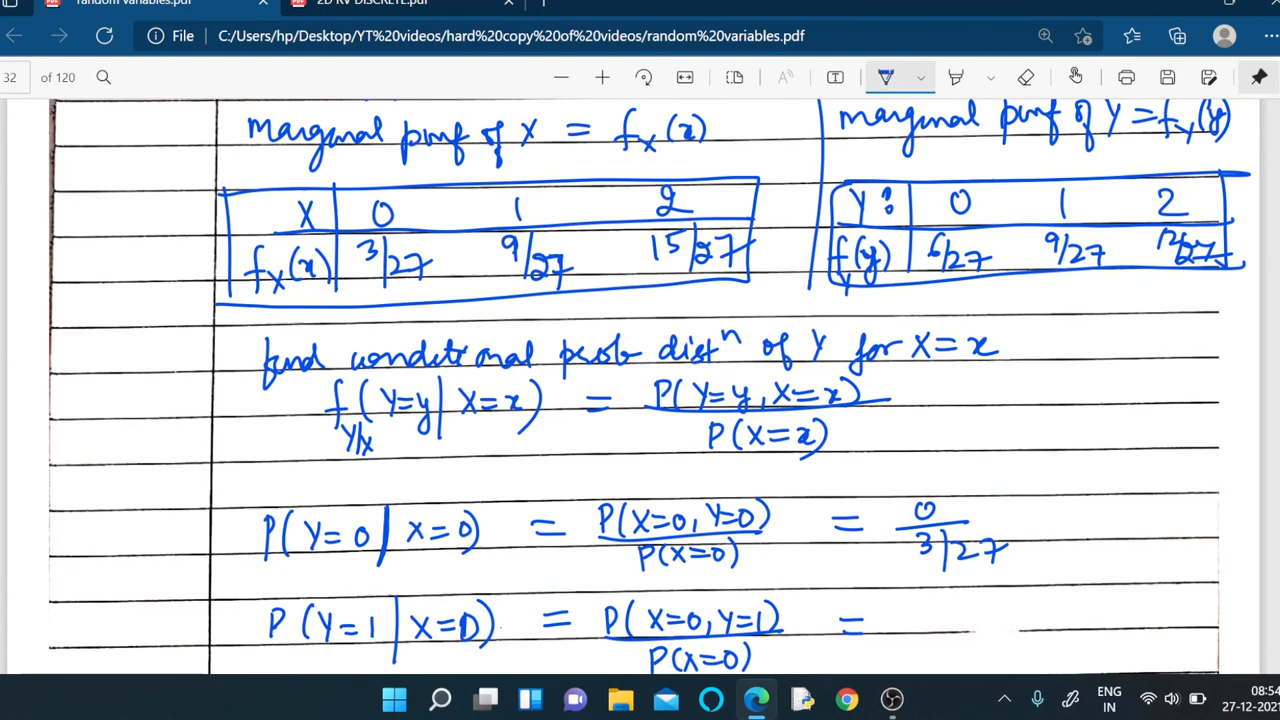 random variables.pdf
2D RV DISCRETE.pdf
File C:/Users/hp/Desktop/YT%20videos/hard%20copy%20of%20videos/random%20variables.pdf
32 of 120
marginal pmf of X = fX(x)
marginal pmf of Y = fY(y)
X 0 1 2
fX(x) 3/27 9/27 15/27
Y: 0 1 2
fY(y) 6/27 9/27 12/27
find conditional prob distn of Y for X=x
fY/X(Y=y|X=x) = P(Y=y,X=x)
P(X=x)
P(Y=0|X=0) = P(X=0,Y=0) = 0
P(X=0) 3/27
P(Y=1|X=0) = P(X=0,Y=1) =
P(X=0)
ENG 08:54
IN 27-12-2021